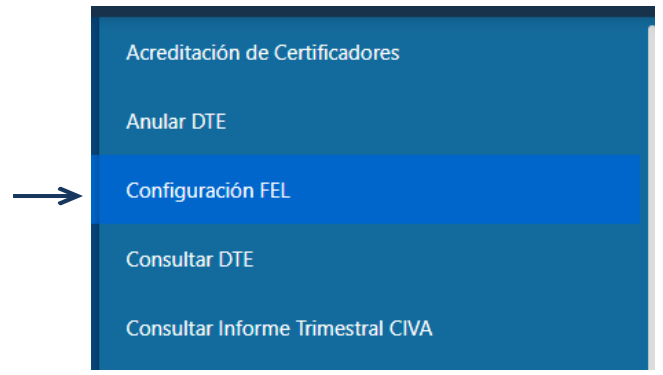 Acreditación de Certificadores
Anular DTE
Configuración FEL
Consultar DTE
Consultar Informe Trimestral CIVA